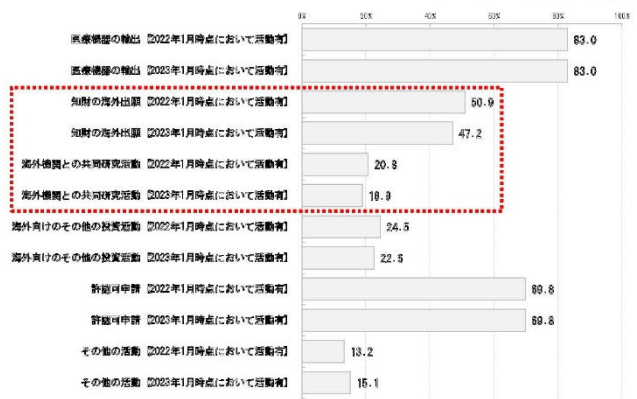 0% 20% 40% 60% 80% 100%
医療機器の輸出【2022年1月時点において活動有】 83.0
医療機器の輸出【2023年1月時点において活動有】 83.0
知財の海外出願【2022年1月時点において活動有】 50.9
知財の海外出願【2023年1月時点において活動有】 47.2
海外機関との共同研究活動【2022年1月時点において活動有】 20.8
海外機関との共同研究活動【2023年1月時点において活動有】 18.9
海外向けのその他の投資活動【2022年1月時点において活動有】 24.5
海外向けのその他の投資活動【2023年1月時点において活動有】 22.6
許認可申請【2022年1月時点において活動有】 69.8
許認可申請【2023年1月時点において活動有】 69.8
その他の活動【2022年1月時点において活動有】 13.2
その他の活動【2023年1月時点において活動有】 15.1